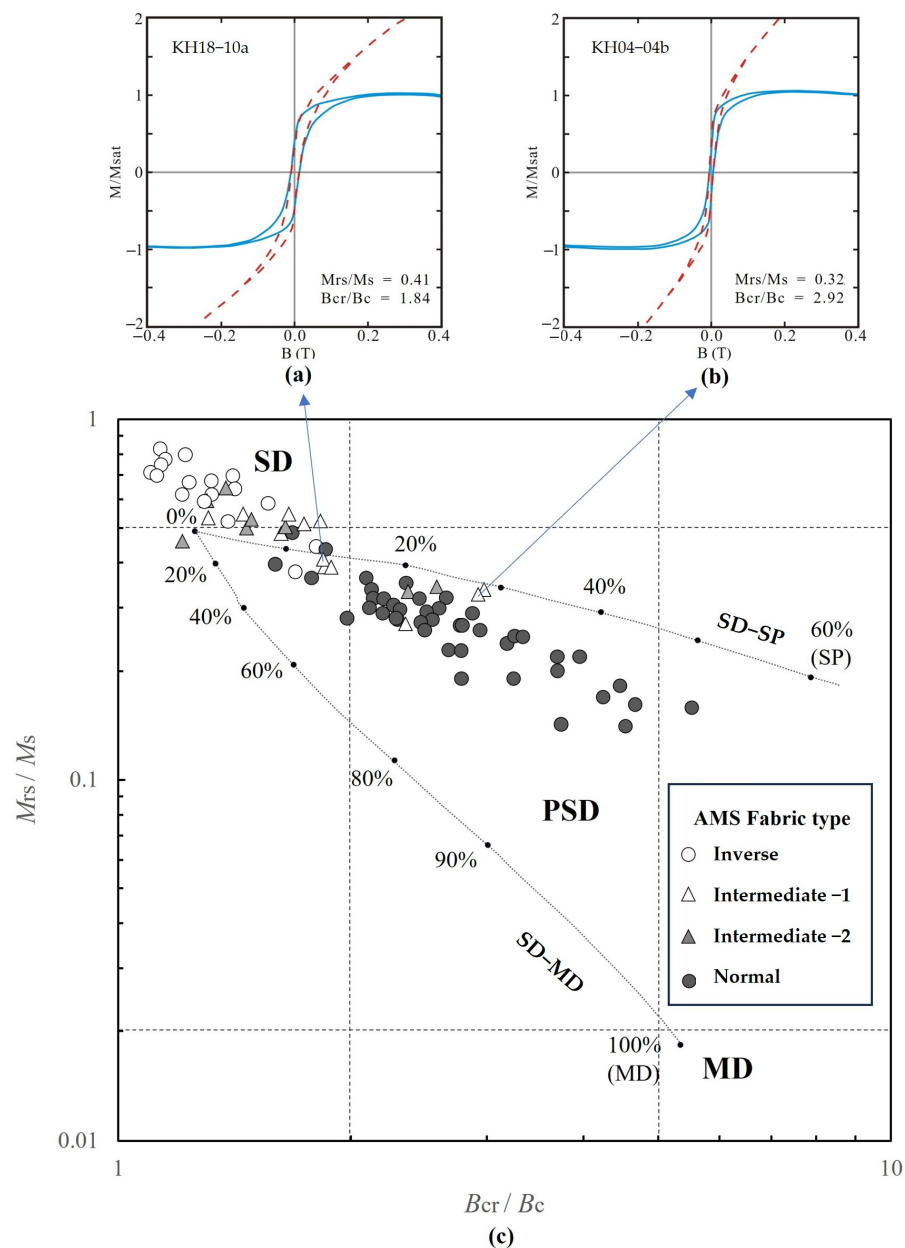 KH18–10a
2
1
0
−1
−2
M/Msat
−0.4 −0.2 0.0 0.2 0.4
B (T)
Mrs/Ms = 0.41
Bcr/Bc = 1.84
(a)
KH04–04b
2
1
0
−1
−2
M/Msat
−0.4 −0.2 0.0 0.2 0.4
B (T)
Mrs/Ms = 0.32
Bcr/Bc = 2.92
(b)
1
SD
0%
20%
20%
40%
40%
SD–SP
60%
(SP)
60%
0.1
80%
PSD
90%
SD–MD
AMS Fabric type
Inverse
Intermediate –1
Intermediate –2
Normal
100%
(MD)
MD
0.01
1
10
Mrs / Ms
Bcr / Bc
(c)